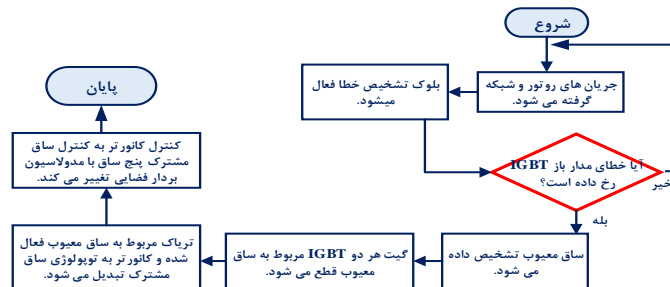 شروع
جریان های روتور و شبکه
گرفته می شود.
بلوک تشخیص خطا فعال
میشود.
آیا خطای مدار باز IGBT
رخ داده است؟
خیر
بله
ساق معیوب تشخیص داده
می شود.
گیت هر دو IGBT مربوط به ساق
معیوب قطع می شود.
تریاک مربوط به ساق معیوب فعال
شده و کانورتر به توپولوژی ساق
مشترک تبدیل می شود.
کنترل کانورتر به کنترل ساق
مشترک پنج ساق با مدولاسیون
بردار فضایی تغییر می کند.
پایان